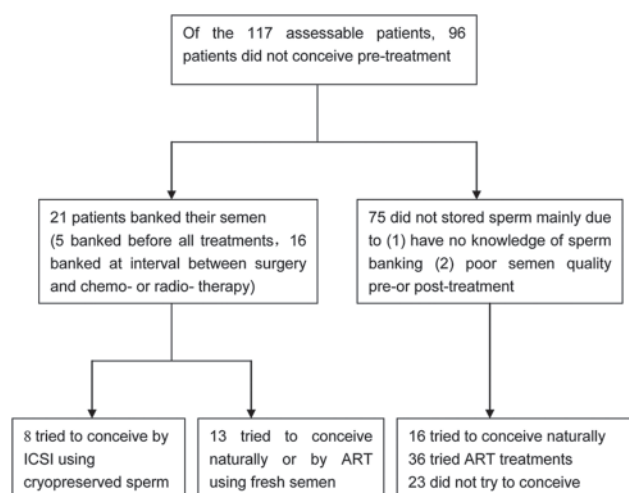 Of the 117 assessable patients, 96
patients did not conceive pre-treatment
21 patients banked their semen
(5 banked before all treatments, 16
banked at interval between surgery
and chemo- or radio- therapy)
75 did not stored sperm mainly due
to (1) have no knowledge of sperm
banking (2) poor semen quality
pre-or post-treatment
8 tried to conceive by
ICSI using
cryopreserved sperm
13 tried to conceive
naturally or by ART
using fresh semen
16 tried to conceive naturally
36 tried ART treatments
23 did not try to conceive